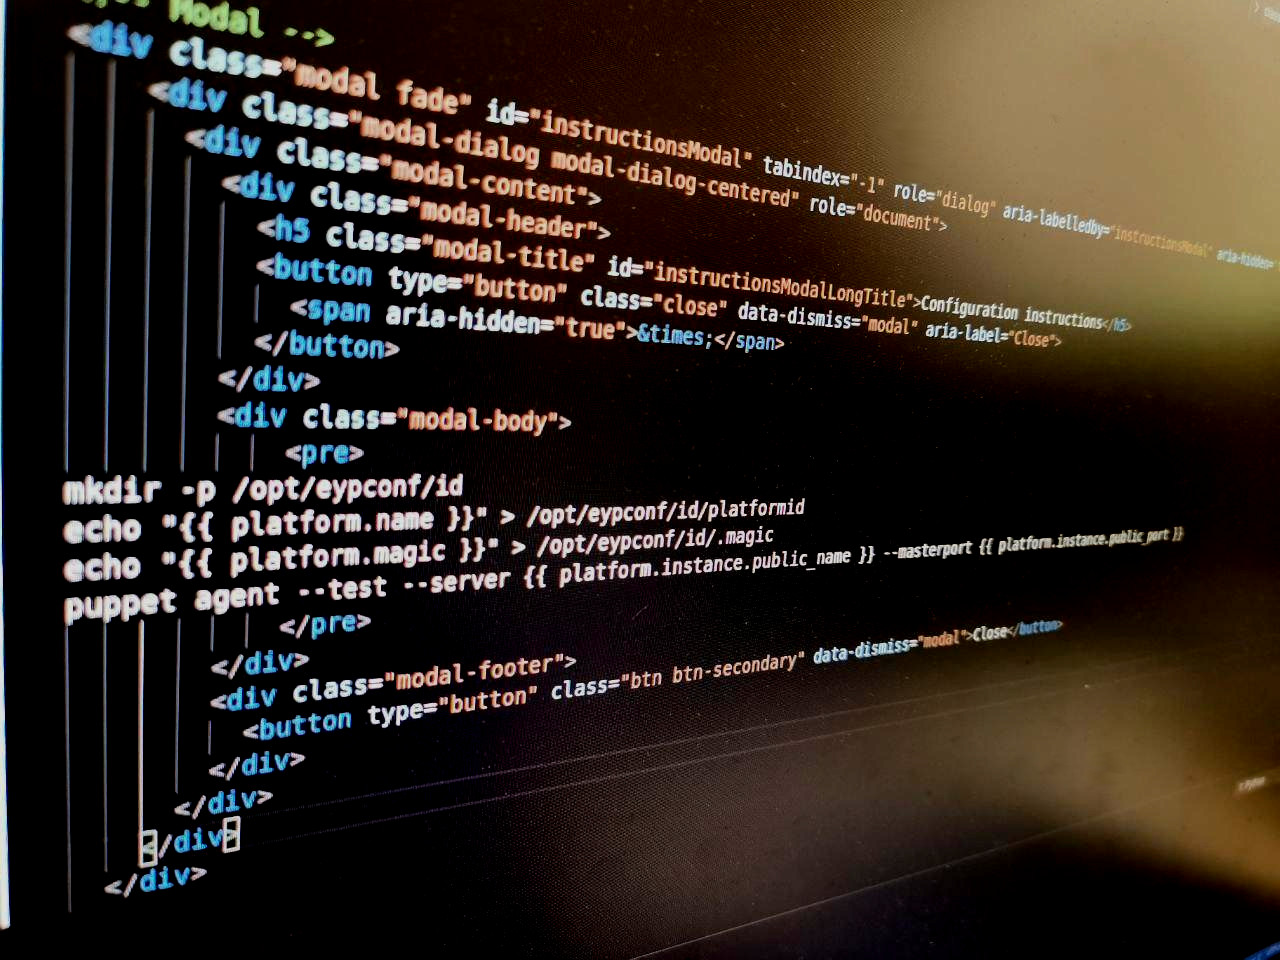 Modal -->
<div class="modal fade" id="instructionsModal" tabindex="-1" role="dialog" aria-labelledby="instructionsModal" aria-hidden="
<div class="modal-dialog modal-dialog-centered" role="document">
<div class="modal-content">
<div class="modal-header">
<h5 class="modal-title" id="instructionsModalLongTitle">Configuration instructions</h5>
<button type="button" class="close" data-dismiss="modal" aria-label="Close">
<span aria-hidden="true">&times;</span>
</button>
</div>
<div class="modal-body">
<pre>
mkdir -p /opt/eypconf/id
echo "{{ platform.name }}" > /opt/eypconf/id/platformid
echo "{{ platform.magic }}" > /opt/eypconf/id/.magic
puppet agent --test --server {{ platform.instance.public_name }} --masterport {{ platform.instance.public_port }}
</pre>
</div>
<div class="modal-footer">
<button type="button" class="btn btn-secondary" data-dismiss="modal">Close</button>
</div>
</div>
</div>
</div>